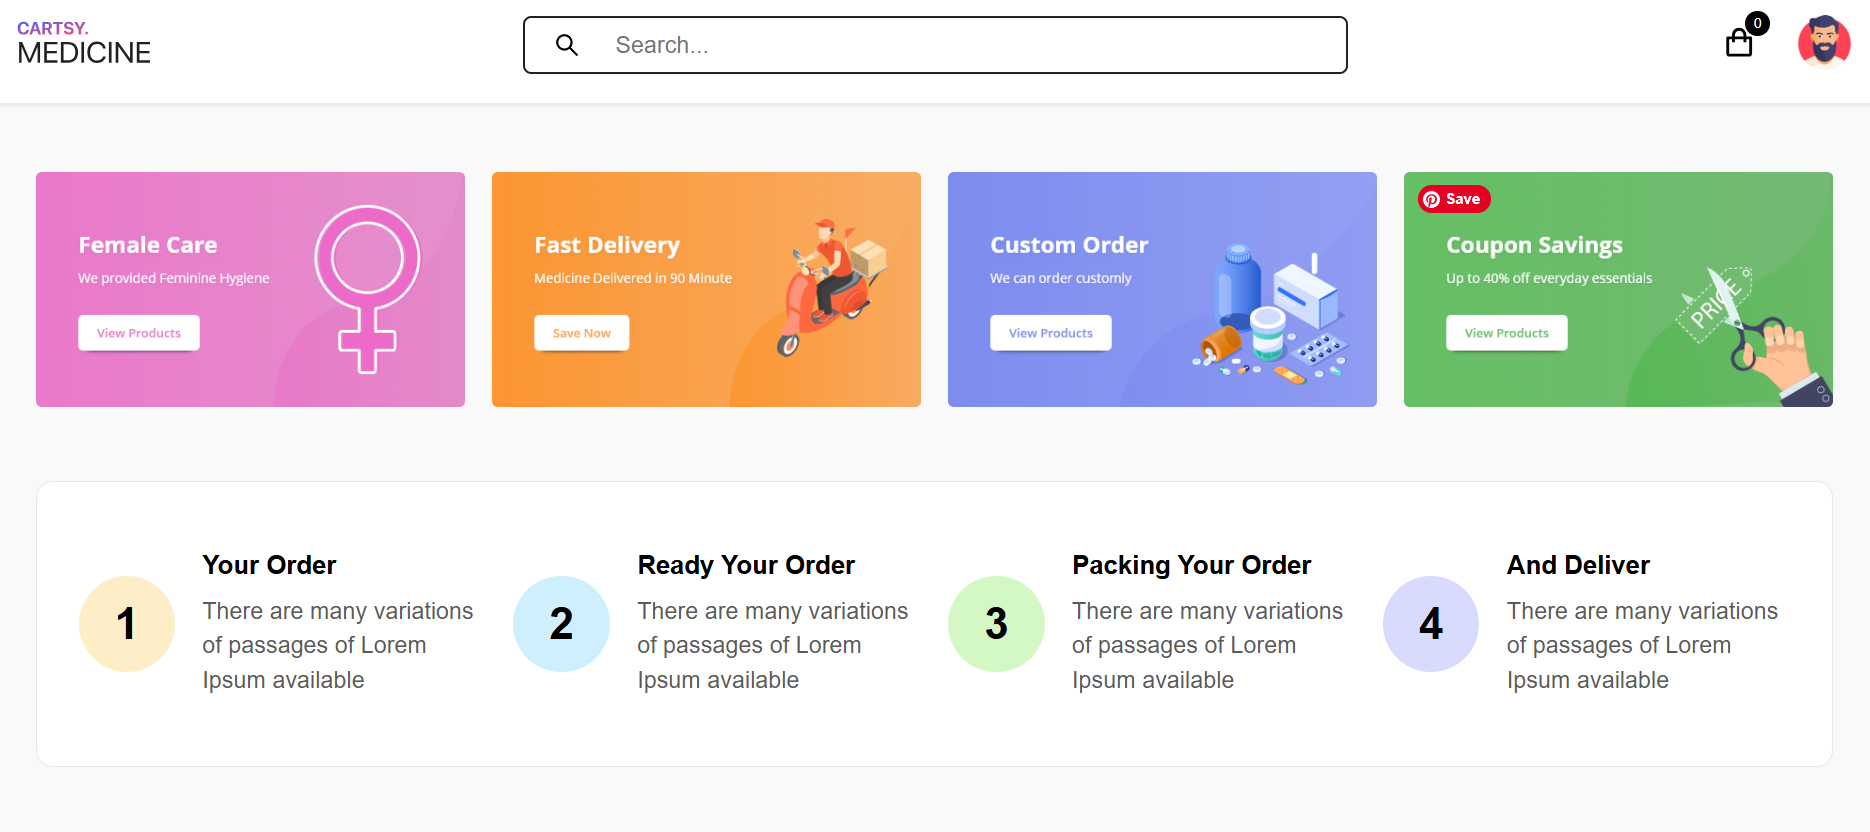 CARTSY.
MEDICINE
Search...
0
Female Care
We provided Feminine Hygiene
View Products
Fast Delivery
Medicine Delivered in 90 Minute
Save Now
Custom Order
We can order customly
View Products
Save
Coupon Savings
Up to 40% off everyday essentials
View Products
PRICE
1
Your Order
There are many variations
of passages of Lorem
Ipsum available
2
Ready Your Order
There are many variations
of passages of Lorem
Ipsum available
3
Packing Your Order
There are many variations
of passages of Lorem
Ipsum available
4
And Deliver
There are many variations
of passages of Lorem
Ipsum available